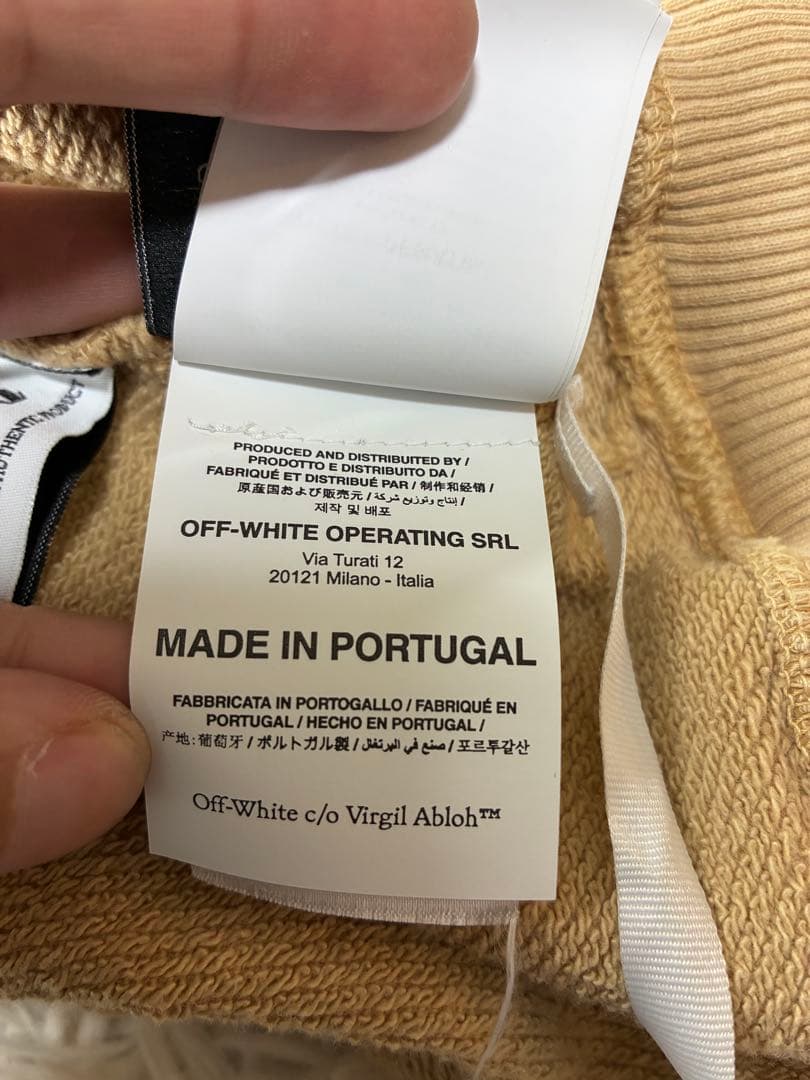 AUTHENTIC PRODUCT
PRODUCED AND DISTRIBUITED BY /
PRODOTTO E DISTRIBUITO DA /
FABRIQUÉ ET DISTRIBUÉ PAR / 制作和经销 /
原産国および販売元 / إنتاج وتوزيع شركة /
제작 및 배포
OFF-WHITE OPERATING SRL
Via Turati 12
20121 Milano - Italia
MADE IN PORTUGAL
FABBRICATA IN PORTOGALLO / FABRIQUÉ EN
PORTUGAL / HECHO EN PORTUGAL /
产地: 葡萄牙 / ポルトガル製 / صنع في البرتغال / 포르투갈산
Off-White c/o Virgil Abloh™